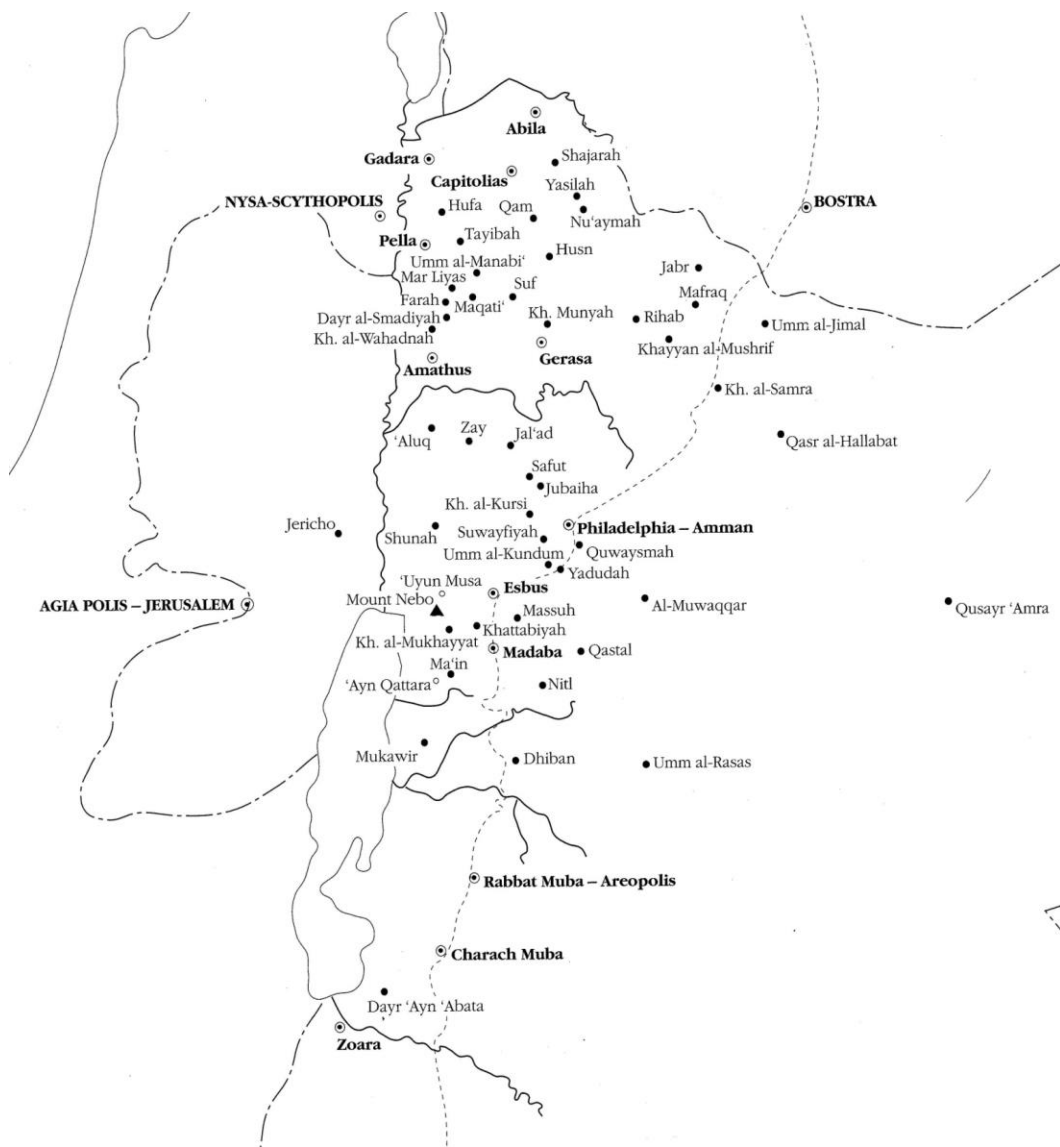 Abila
Shajarah
Gadara
Capitolias
Yasilah
NYSA-SCYTHOPOLIS
Hufa
Qam
Nu‘aymah
BOSTRA
Pella
Tayibah
Umm al-Manabi‘
Husn
Mar Liyas
Suf
Jabr
Farah
Maqati‘
Mafraq
Dayr al-Smadiyah
Kh. Munyah
Rihab
Umm al-Jimal
Kh. al-Wahadnah
Khayyan al-Mushrif
Amathus
Gerasa
Kh. al-Samra
‘Aluq
Zay
Jal‘ad
Qasr al-Hallabat
Safut
Jubaiha
Kh. al-Kursi
Jericho
Shunah
Suwayfiyah
Philadelphia – Amman
Umm al-Kundum
Quwaysmah
Yadudah
‘Uyun Musa
Esbus
AGIA POLIS – JERUSALEM
Mount Nebo
Massuh
Al-Muwaqqar
Qusayr ‘Amra
Kh. al-Mukhayyat
Khattabiyah
Madaba
Qastal
Ma‘in
‘Ayn Qattara
Nitl
Mukawir
Dhiban
Umm al-Rasas
Rabbat Muba – Areopolis
Charach Muba
Dayr ‘Ayn ‘Abata
Zoara